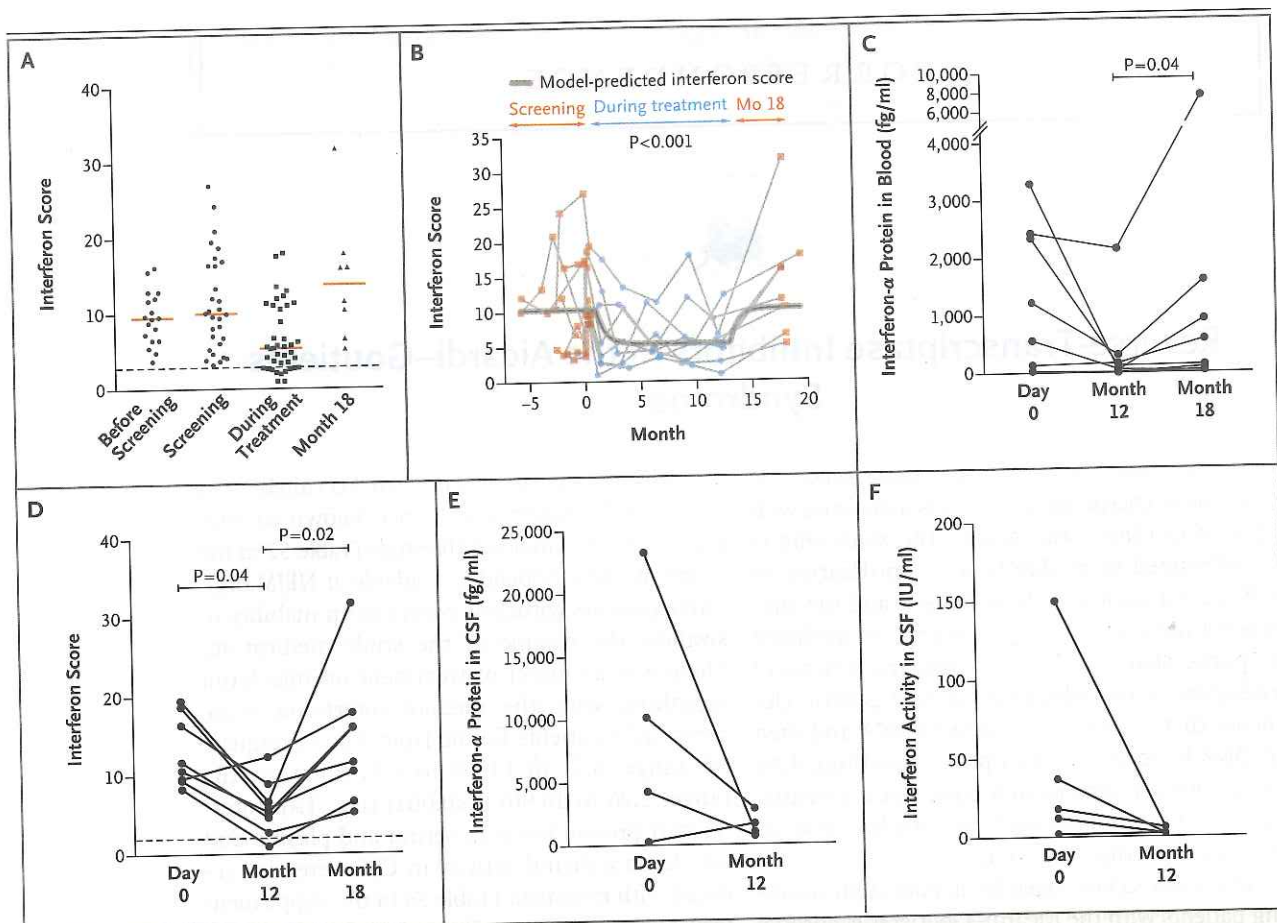 A
Interferon Score
40
30
20
10
0
Before
Screening
Screening
During
Treatment
Month 18
B
Model-predicted interferon score
Screening
During treatment
Mo 18
P<0.001
Interferon Score
35
30
25
20
15
10
5
0
−5
0
5
10
15
20
Month
C
P=0.04
Interferon-α Protein in Blood (fg/ml)
10,000
8,000
6,000
4,000
3,000
2,000
1,000
0
Day
0
Month
12
Month
18
D
P=0.02
P=0.04
Interferon Score
40
30
20
10
0
Day
0
Month
12
Month
18
E
Interferon-α Protein in CSF (fg/ml)
25,000
20,000
15,000
10,000
5,000
0
Day
0
Month
12
F
Interferon Activity in CSF (IU/ml)
200
150
100
50
0
Day
0
Month
12